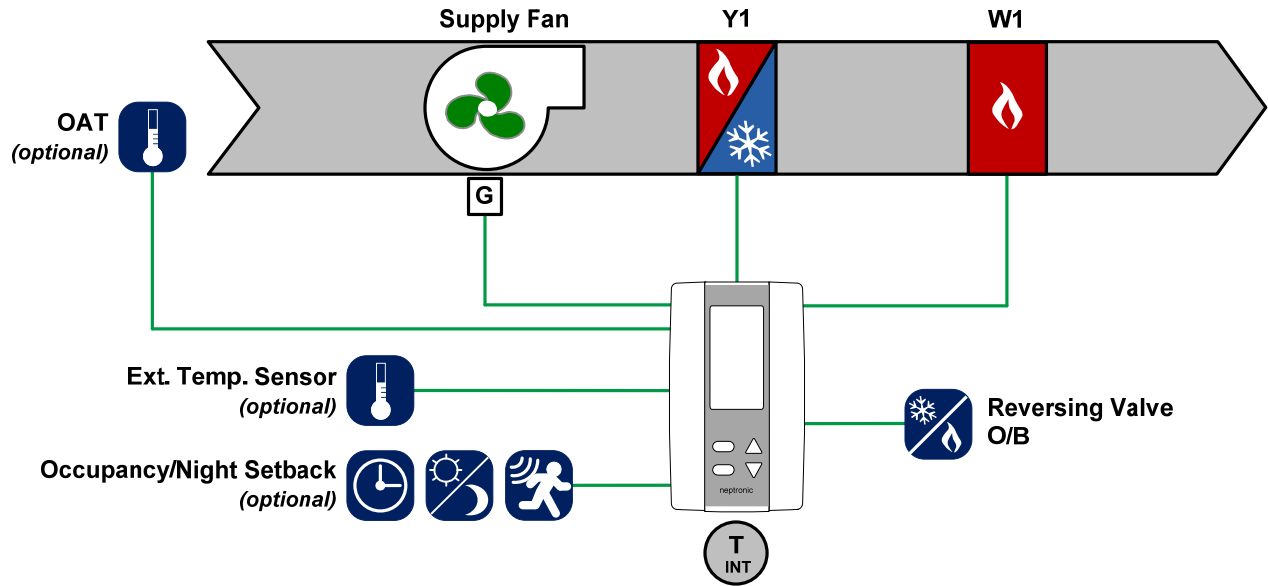 Supply Fan
Y1
W1
OAT
(optional)
G
Ext. Temp. Sensor
(optional)
Reversing Valve
O/B
Occupancy/Night Setback
(optional)
neptronic
T
INT